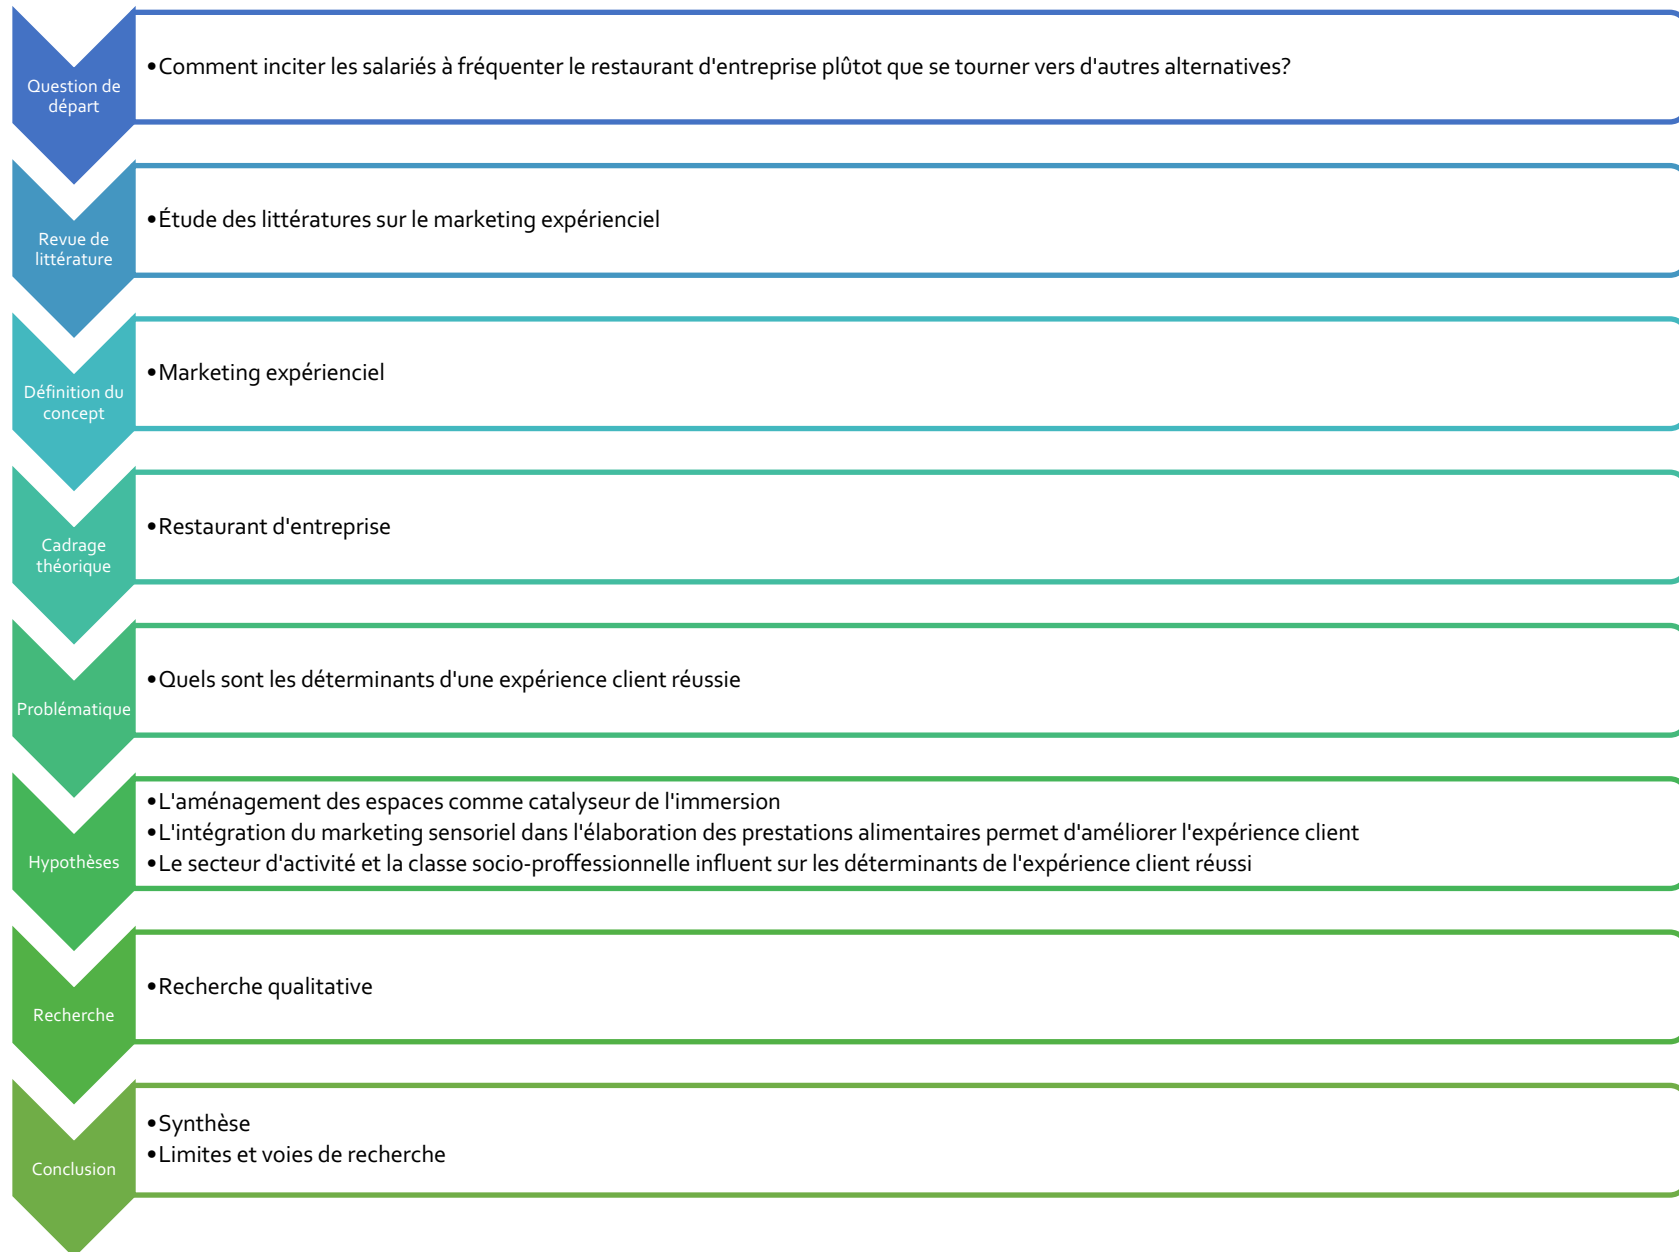 Question de
départ
•Comment inciter les salariés à fréquenter le restaurant d'entreprise plûtot que se tourner vers d'autres alternatives?
Revue de
littérature
•Étude des littératures sur le marketing expérienciel
Définition du
concept
•Marketing expérienciel
Cadrage
théorique
•Restaurant d'entreprise
Problématique
•Quels sont les déterminants d'une expérience client réussie
Hypothèses
•L'aménagement des espaces comme catalyseur de l'immersion
•L'intégration du marketing sensoriel dans l'élaboration des prestations alimentaires permet d'améliorer l'expérience client
•Le secteur d'activité et la classe socio-proffessionnelle influent sur les déterminants de l'expérience client réussi
Recherche
•Recherche qualitative
Conclusion
•Synthèse
•Limites et voies de recherche